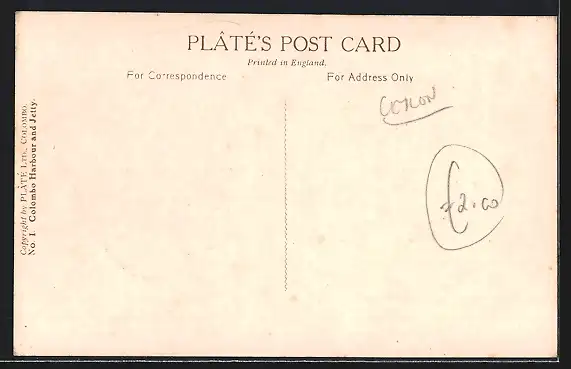 PLÂTÉ'S POST CARD
Printed in England.
For Correspondence
For Address Only
Copyright by PLÂTÉ LTD., COLOMBO.
No. 1. Colombo Harbour and Jetty.
CEYLON
£2.00